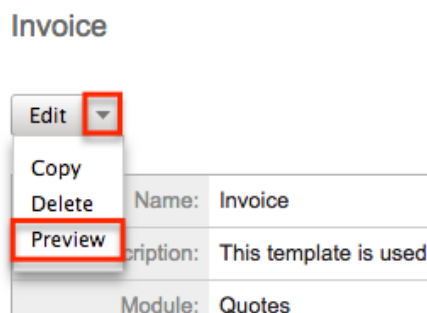 Invoice
Edit
Copy
Delete
Name: Invoice
Preview
cription: This template is used
Module: Quotes